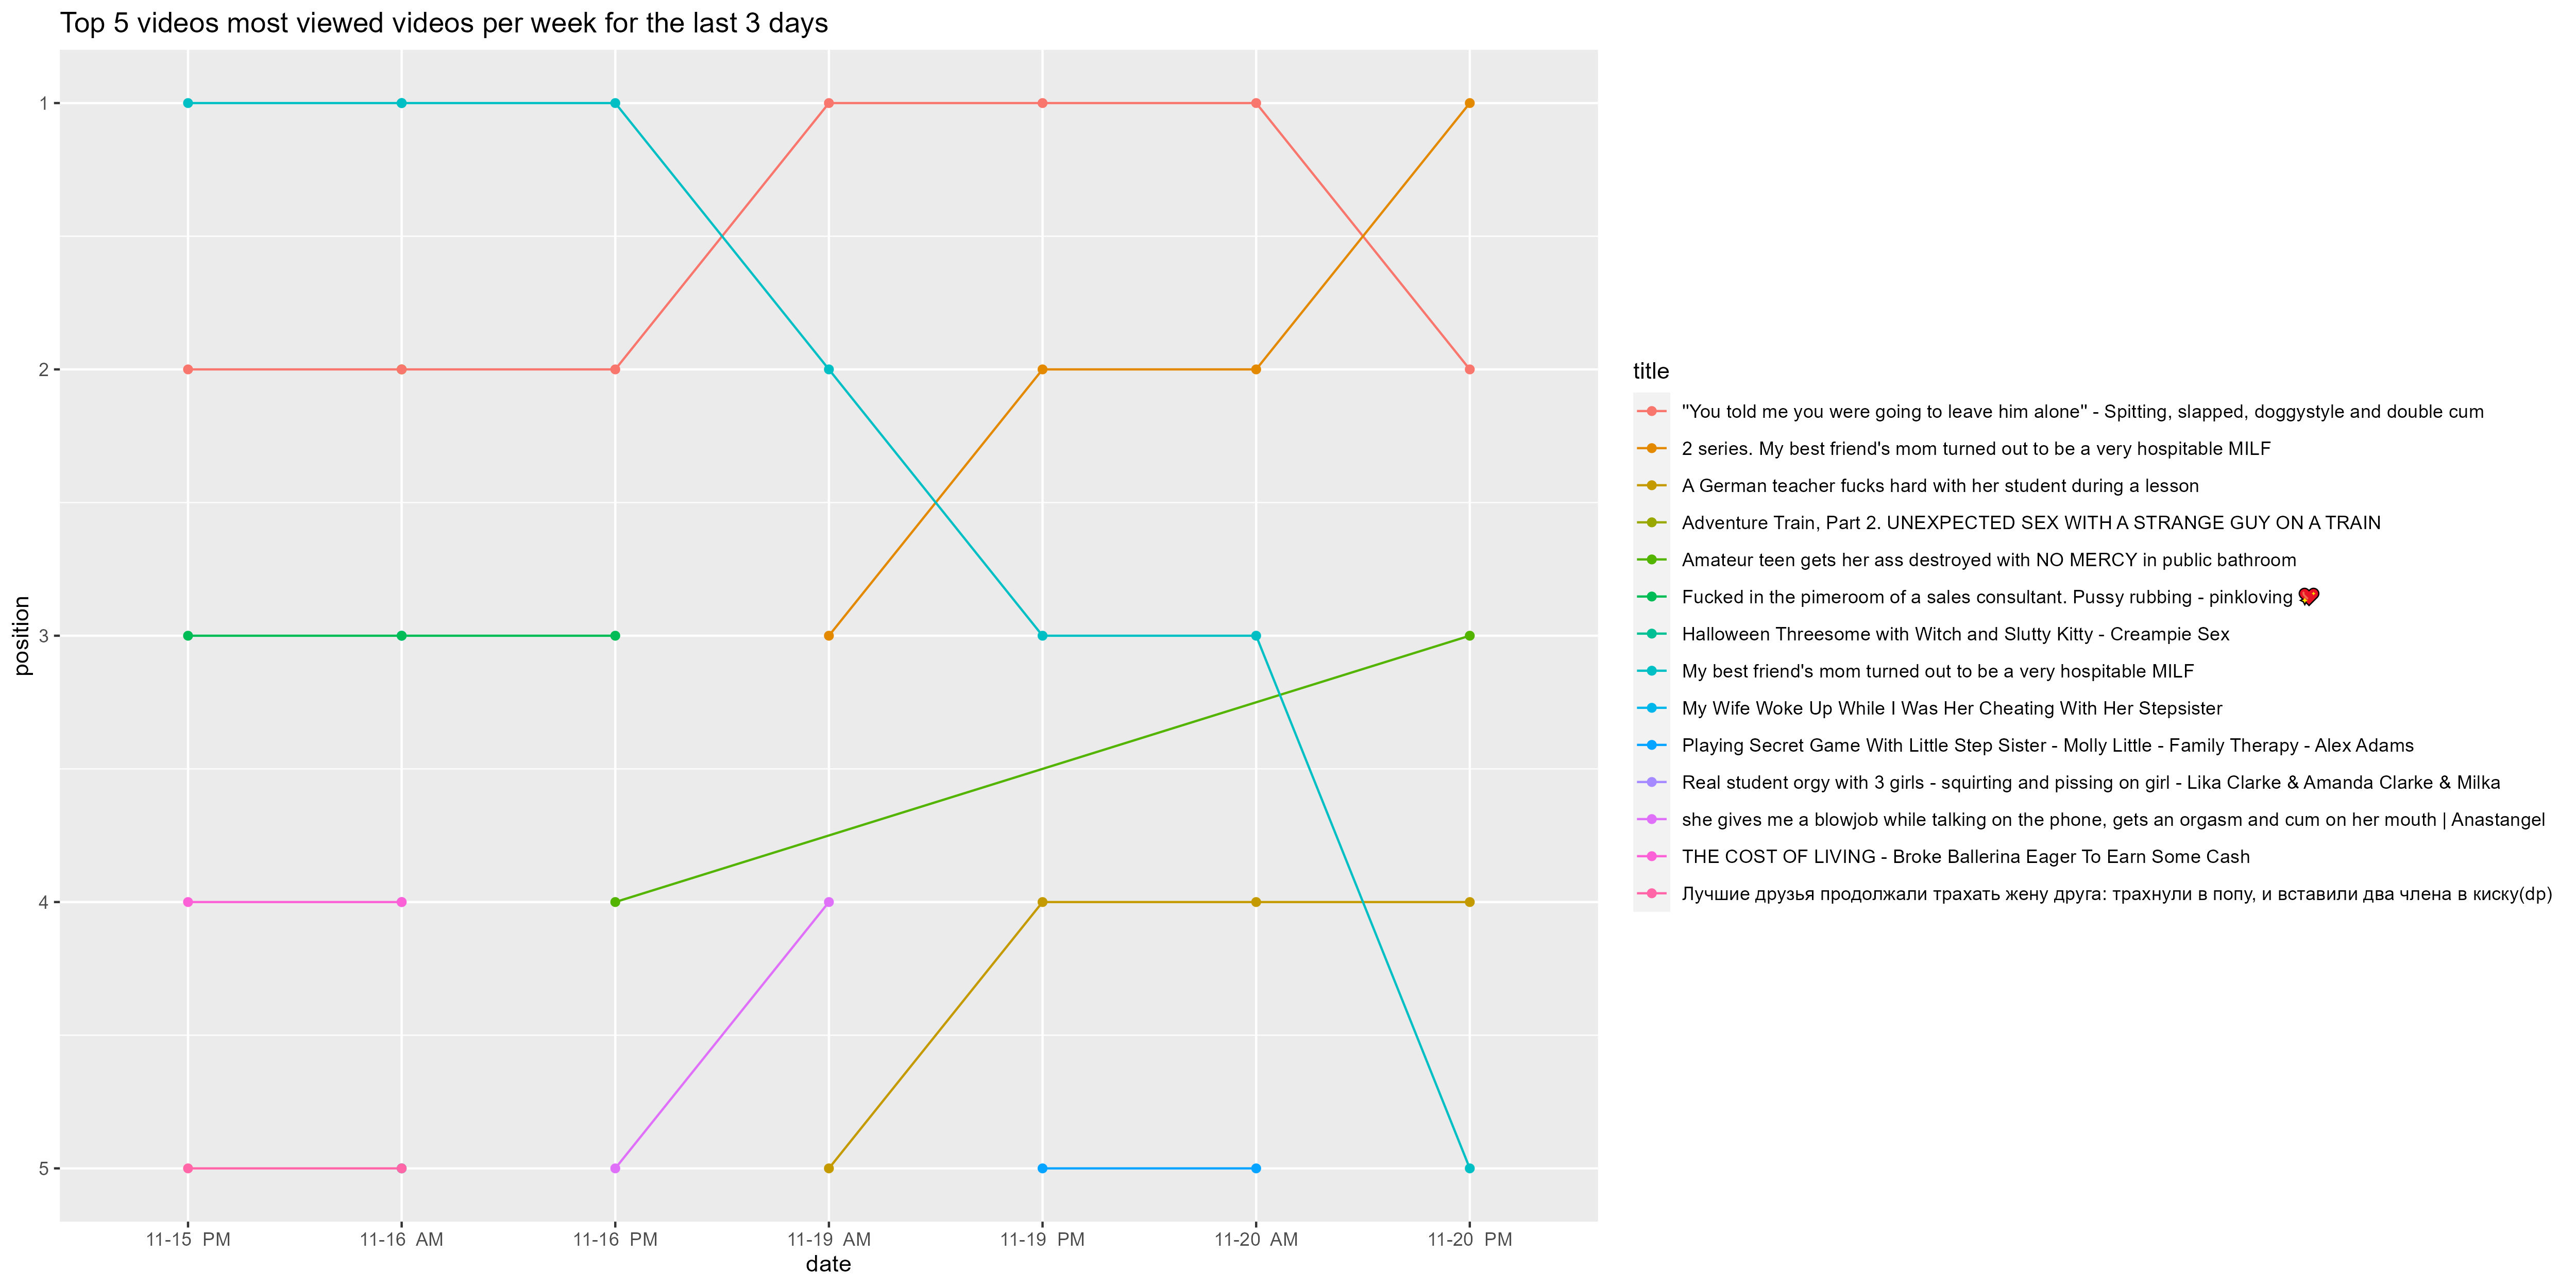 Top 5 videos most viewed videos per week for the last 3 days
1
2
3
4
5
position
11-15 PM
11-16 AM
11-16 PM
11-19 AM
11-19 PM
11-20 AM
11-20 PM
date
title
"You told me you were going to leave him alone" - Spitting, slapped, doggystyle and double cum
2 series. My best friend's mom turned out to be a very hospitable MILF
A German teacher fucks hard with her student during a lesson
Adventure Train, Part 2. UNEXPECTED SEX WITH A STRANGE GUY ON A TRAIN
Amateur teen gets her ass destroyed with NO MERCY in public bathroom
Fucked in the pimeroom of a sales consultant. Pussy rubbing - pinkloving 💖
Halloween Threesome with Witch and Slutty Kitty - Creampie Sex
My best friend's mom turned out to be a very hospitable MILF
My Wife Woke Up While I Was Her Cheating With Her Stepsister
Playing Secret Game With Little Step Sister - Molly Little - Family Therapy - Alex Adams
Real student orgy with 3 girls - squirting and pissing on girl - Lika Clarke & Amanda Clarke & Milka
she gives me a blowjob while talking on the phone, gets an orgasm and cum on her mouth | Anastangel
THE COST OF LIVING - Broke Ballerina Eager To Earn Some Cash
Лучшие друзья продолжали трахать жену друга: трахнули в попу, и вставили два члена в киску(dp)